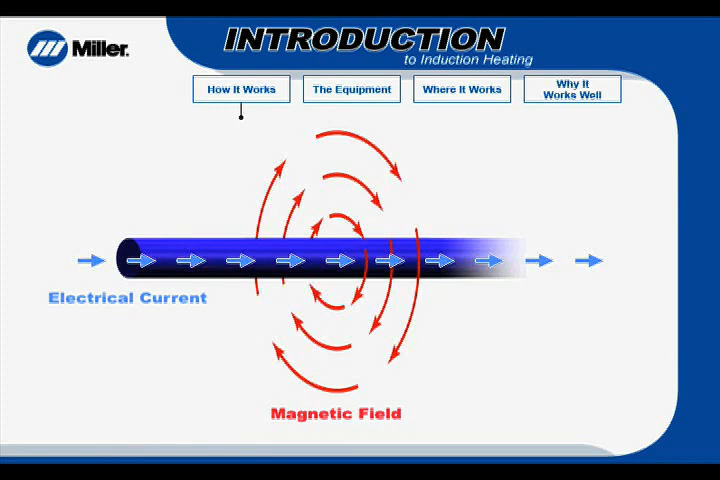 Miller.
INTRODUCTION
to Induction Heating
How It Works
The Equipment
Where It Works
Why It
Works Well
Electrical Current
Magnetic Field